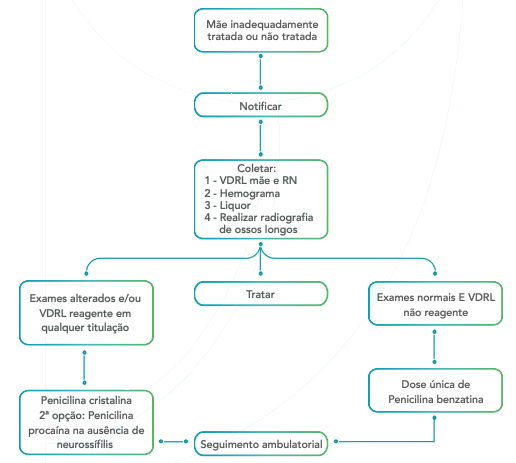 Mãe inadequadamente
tratada ou não tratada
Notificar
Coletar:
1 - VDRL mãe e RN
2 - Hemograma
3 - Liquor
4 - Realizar radiografia
de ossos longos
Exames alterados e/ou
VDRL reagente em
qualquer titulação
Tratar
Exames normais E VDRL
não reagente
Penicilina cristalina
2ª opção: Penicilina
procaína na ausência de
neurossífilis
Dose única de
Penicilina benzatina
Seguimento ambulatorial